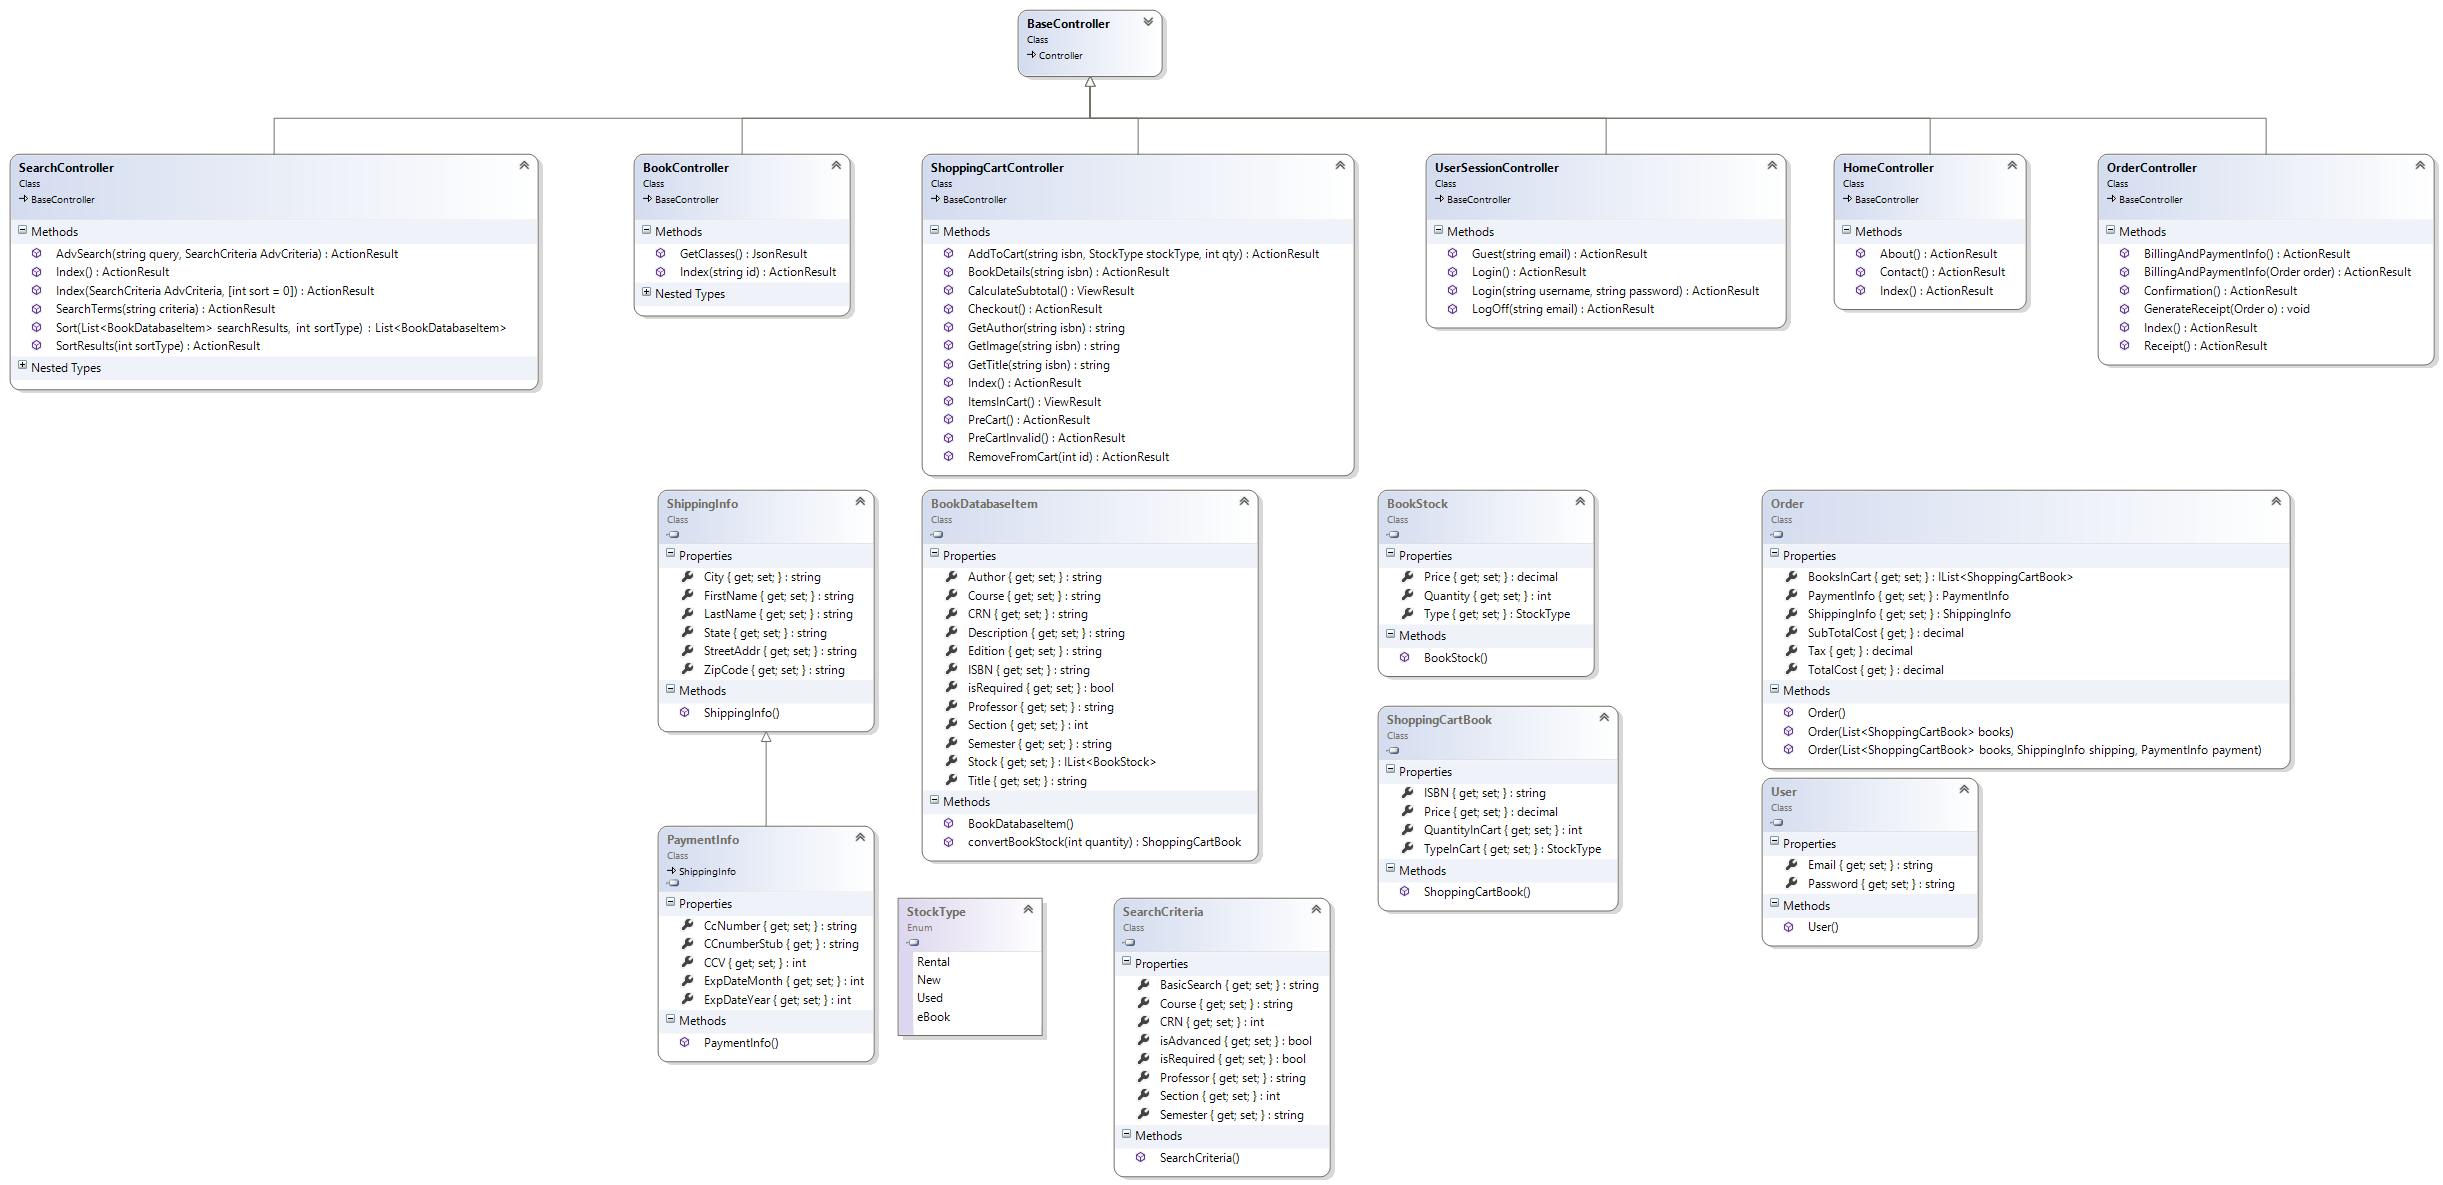 BaseController
Class
Controller
SearchController
Class
BaseController
Methods
AdvSearch(string query, SearchCriteria AdvCriteria) : ActionResult
Index() : ActionResult
Index(SearchCriteria AdvCriteria, [int sort = 0]) : ActionResult
SearchTerms(string criteria) : ActionResult
Sort(List<BookDatabaseItem> searchResults, int sortType) : List<BookDatabaseItem>
SortResults(int sortType) : ActionResult
Nested Types
BookController
Class
BaseController
Methods
GetClasses() : JsonResult
Index(string id) : ActionResult
Nested Types
ShoppingCartController
Class
BaseController
Methods
AddToCart(string isbn, StockType stockType, int qty) : ActionResult
BookDetails(string isbn) : ActionResult
CalculateSubtotal() : ViewResult
Checkout() : ActionResult
GetAuthor(string isbn) : string
GetImage(string isbn) : string
GetTitle(string isbn) : string
Index() : ActionResult
ItemsInCart() : ViewResult
PreCart() : ActionResult
PreCartInvalid() : ActionResult
RemoveFromCart(int id) : ActionResult
UserSessionController
Class
BaseController
Methods
Guest(string email) : ActionResult
Login() : ActionResult
Login(string username, string password) : ActionResult
LogOff(string email) : ActionResult
HomeController
Class
BaseController
Methods
About() : ActionResult
Contact() : ActionResult
Index() : ActionResult
OrderController
Class
BaseController
Methods
BillingAndPaymentInfo() : ActionResult
BillingAndPaymentInfo(Order order) : ActionResult
Confirmation() : ActionResult
GenerateReceipt(Order o) : void
Index() : ActionResult
Receipt() : ActionResult
ShippingInfo
Class
Properties
City { get; set; } : string
FirstName { get; set; } : string
LastName { get; set; } : string
State { get; set; } : string
StreetAddr { get; set; } : string
ZipCode { get; set; } : string
Methods
ShippingInfo()
BookDatabaseItem
Class
Properties
Author { get; set; } : string
Course { get; set; } : string
CRN { get; set; } : string
Description { get; set; } : string
Edition { get; set; } : string
ISBN { get; set; } : string
isRequired { get; set; } : bool
Professor { get; set; } : string
Section { get; set; } : int
Semester { get; set; } : string
Stock { get; set; } : IList<BookStock>
Title { get; set; } : string
Methods
BookDatabaseItem()
convertBookStock(int quantity) : ShoppingCartBook
BookStock
Class
Properties
Price { get; set; } : decimal
Quantity { get; set; } : int
Type { get; set; } : StockType
Methods
BookStock()
Order
Class
Properties
BooksInCart { get; set; } : IList<ShoppingCartBook>
PaymentInfo { get; set; } : PaymentInfo
ShippingInfo { get; set; } : ShippingInfo
SubTotalCost { get; } : decimal
Tax { get; } : decimal
TotalCost { get; } : decimal
Methods
Order()
Order(List<ShoppingCartBook> books)
Order(List<ShoppingCartBook> books, ShippingInfo shipping, PaymentInfo payment)
ShoppingCartBook
Class
Properties
ISBN { get; set; } : string
Price { get; set; } : decimal
QuantityInCart { get; set; } : int
TypeInCart { get; set; } : StockType
Methods
ShoppingCartBook()
User
Class
Properties
Email { get; set; } : string
Password { get; set; } : string
Methods
User()
PaymentInfo
Class
ShippingInfo
Properties
CcNumber { get; set; } : string
CCnumberStub { get; } : string
CCV { get; set; } : int
ExpDateMonth { get; set; } : int
ExpDateYear { get; set; } : int
Methods
PaymentInfo()
StockType
Enum
Rental
New
Used
eBook
SearchCriteria
Class
Properties
BasicSearch { get; set; } : string
Course { get; set; } : string
CRN { get; set; } : int
isAdvanced { get; set; } : bool
isRequired { get; set; } : bool
Professor { get; set; } : string
Section { get; set; } : int
Semester { get; set; } : string
Methods
SearchCriteria()